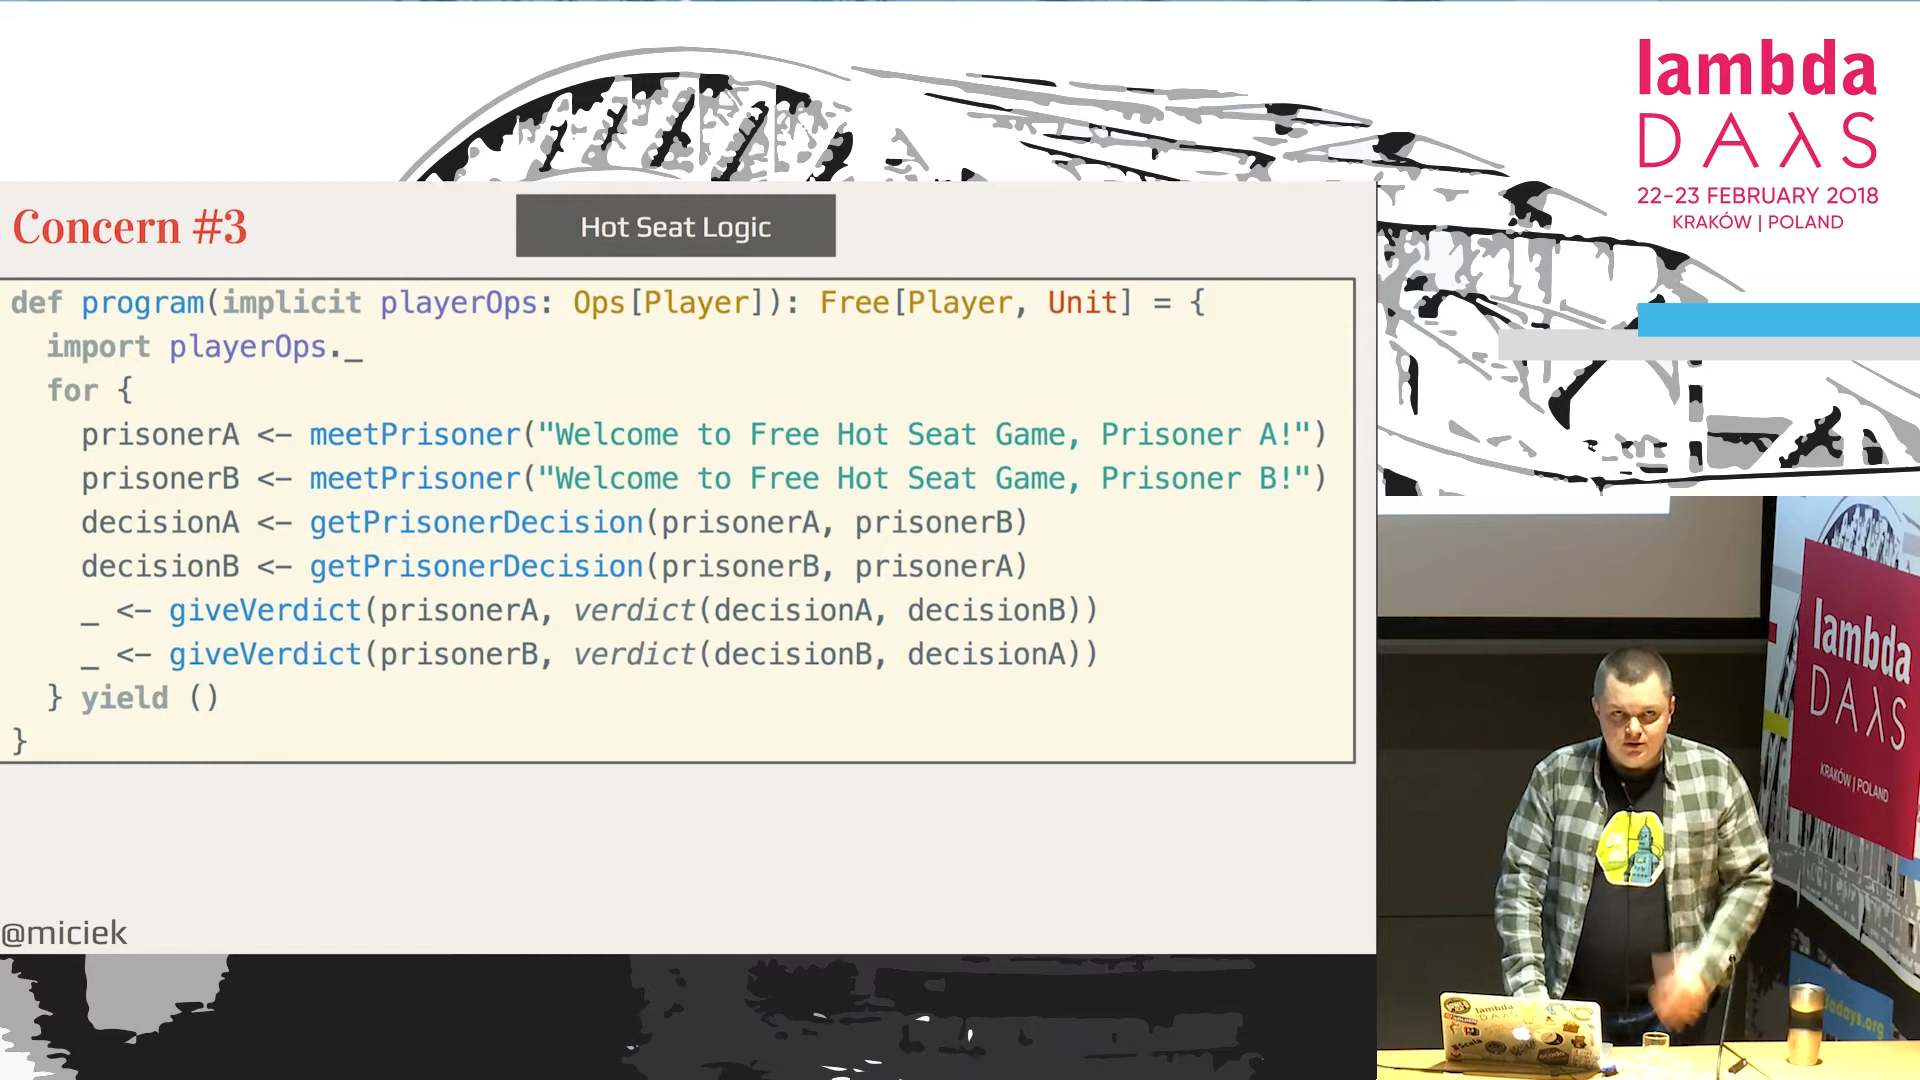 lambda
DAλS
22-23 FEBRUARY 2018
KRAKÓW | POLAND
Concern #3
Hot Seat Logic
def program(implicit playerOps: Ops[Player]): Free[Player, Unit] = {
  import playerOps._
  for {
    prisonerA <- meetPrisoner("Welcome to Free Hot Seat Game, Prisoner A!")
    prisonerB <- meetPrisoner("Welcome to Free Hot Seat Game, Prisoner B!")
    decisionA <- getPrisonerDecision(prisonerA, prisonerB)
    decisionB <- getPrisonerDecision(prisonerB, prisonerA)
    _ <- giveVerdict(prisonerA, verdict(decisionA, decisionB))
    _ <- giveVerdict(prisonerB, verdict(decisionB, decisionA))
  } yield ()
}
@miciek
lambda
DAλS
KRAKÓW | POLAND
lambda
DAλS
Scala